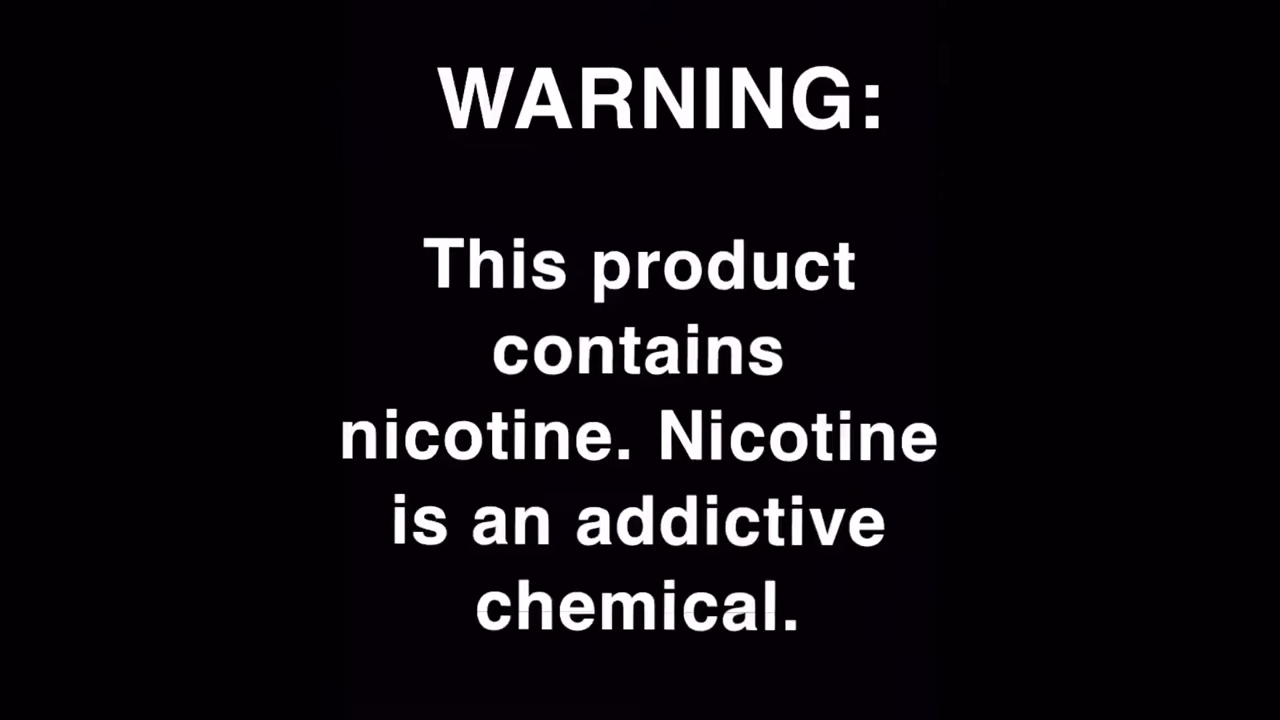 WARNING:
This product
contains
nicotine. Nicotine
is an addictive
chemical.